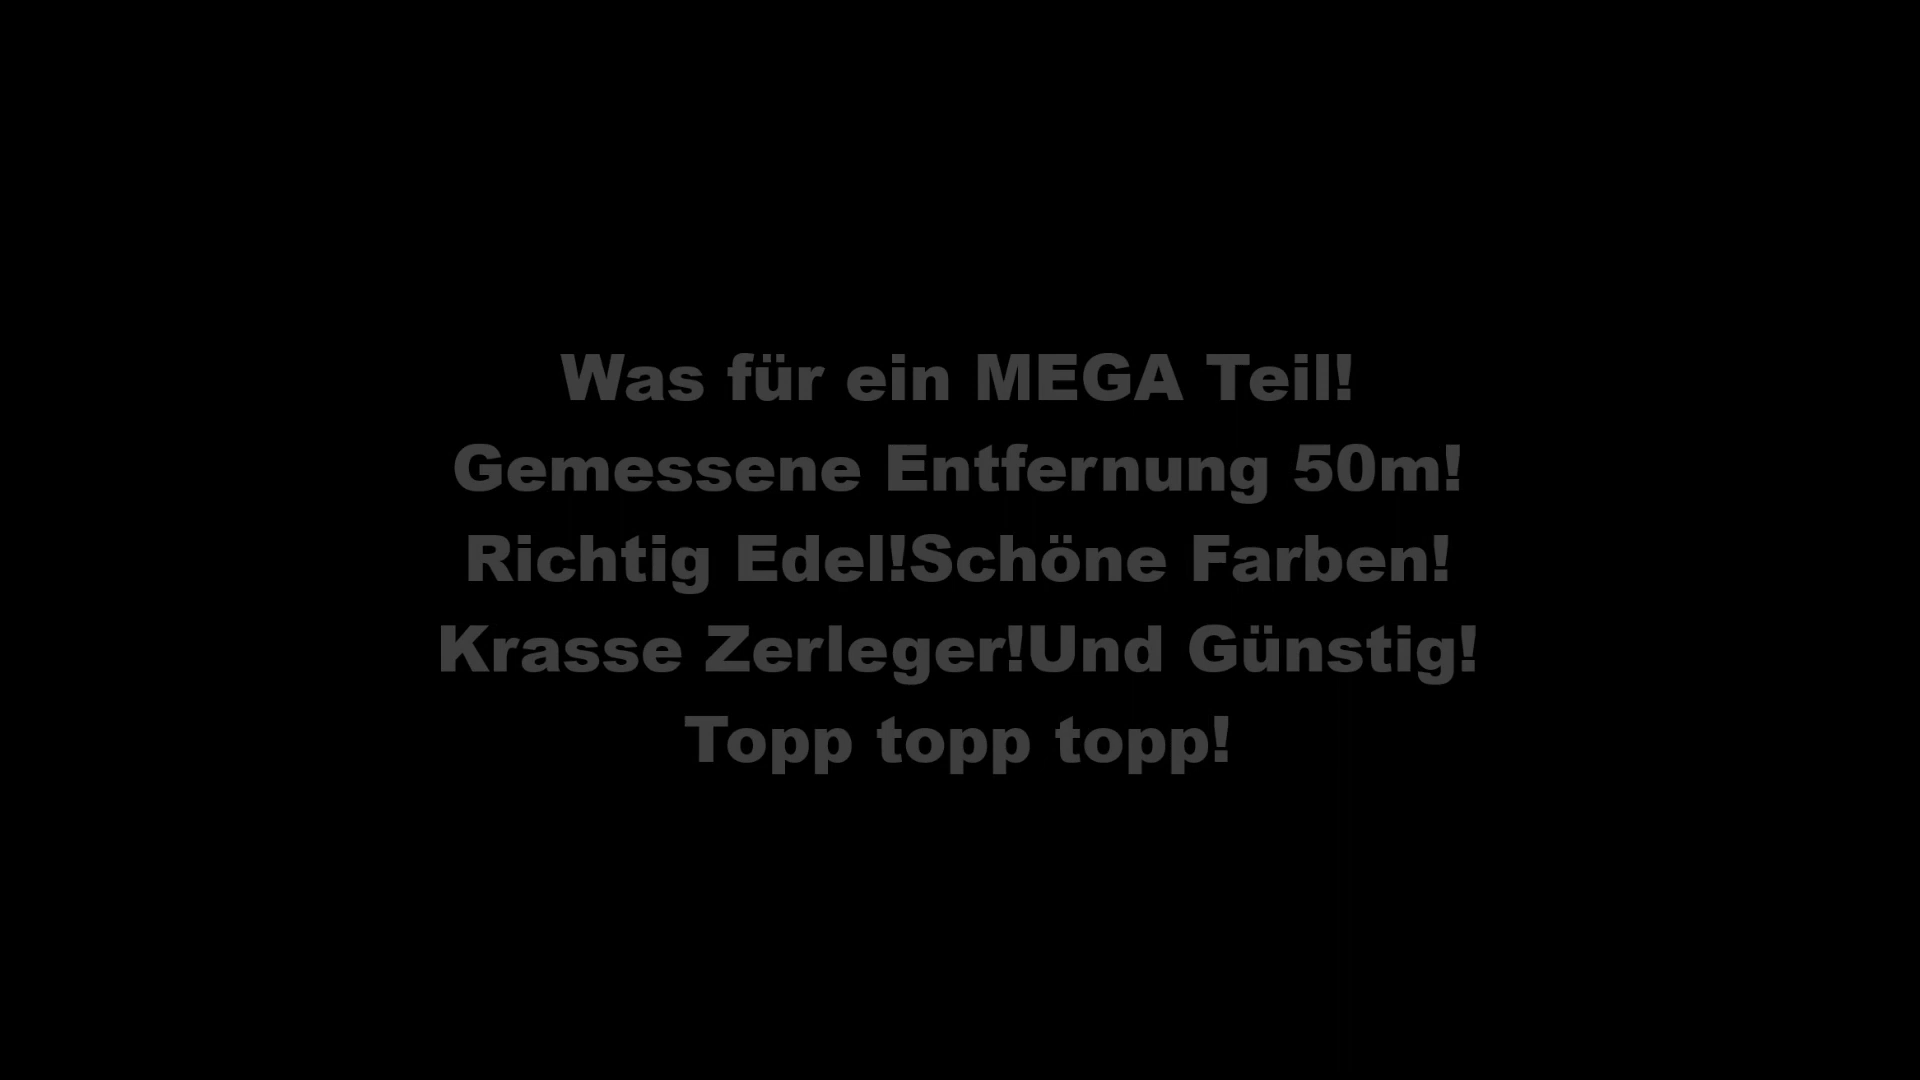 Was für ein MEGA Teil!
Gemessene Entfernung 50m!
Richtig Edel!Schöne Farben!
Krasse Zerleger!Und Günstig!
Topp topp topp!